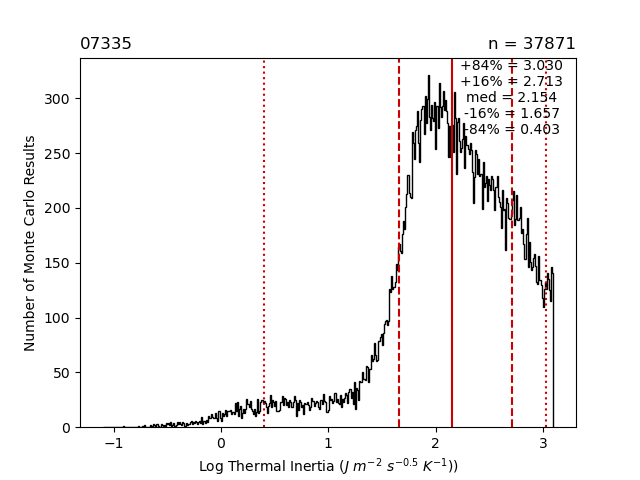 07335
n = 37871
+84% = 3.030
+16% = 2.713
med = 2.154
-16% = 1.657
-84% = 0.403
Number of Monte Carlo Results
300
250
200
150
100
50
0
−1 0 1 2 3
Log Thermal Inertia (J m⁻² s⁻⁰·⁵ K⁻¹))